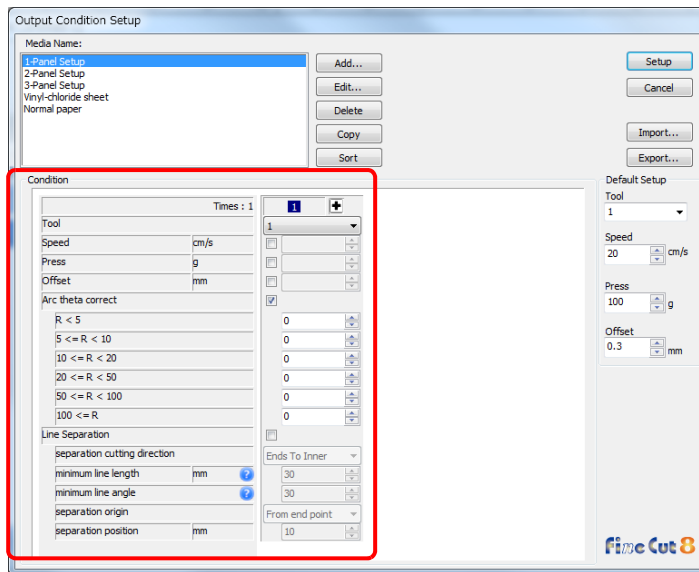 Output Condition Setup
Media Name:
1-Panel Setup
2-Panel Setup
3-Panel Setup
Vinyl-chloride sheet
Normal paper
Add...
Edit...
Delete
Copy
Sort
Setup
Cancel
Import...
Export...
Condition
Times : 1 1 +
Tool 1
Speed cm/s
Press g
Offset mm
Arc theta correct
R < 5 0
5 <= R < 10 0
10 <= R < 20 0
20 <= R < 50 0
50 <= R < 100 0
100 <= R 0
Line Separation
separation cutting direction Ends To Inner
minimum line length mm ? 30
minimum line angle ? 30
separation origin From end point
separation position mm 10
Default Setup
Tool
1
Speed
20 cm/s
Press
100 g
Offset
0.3 mm
Fine Cut 8